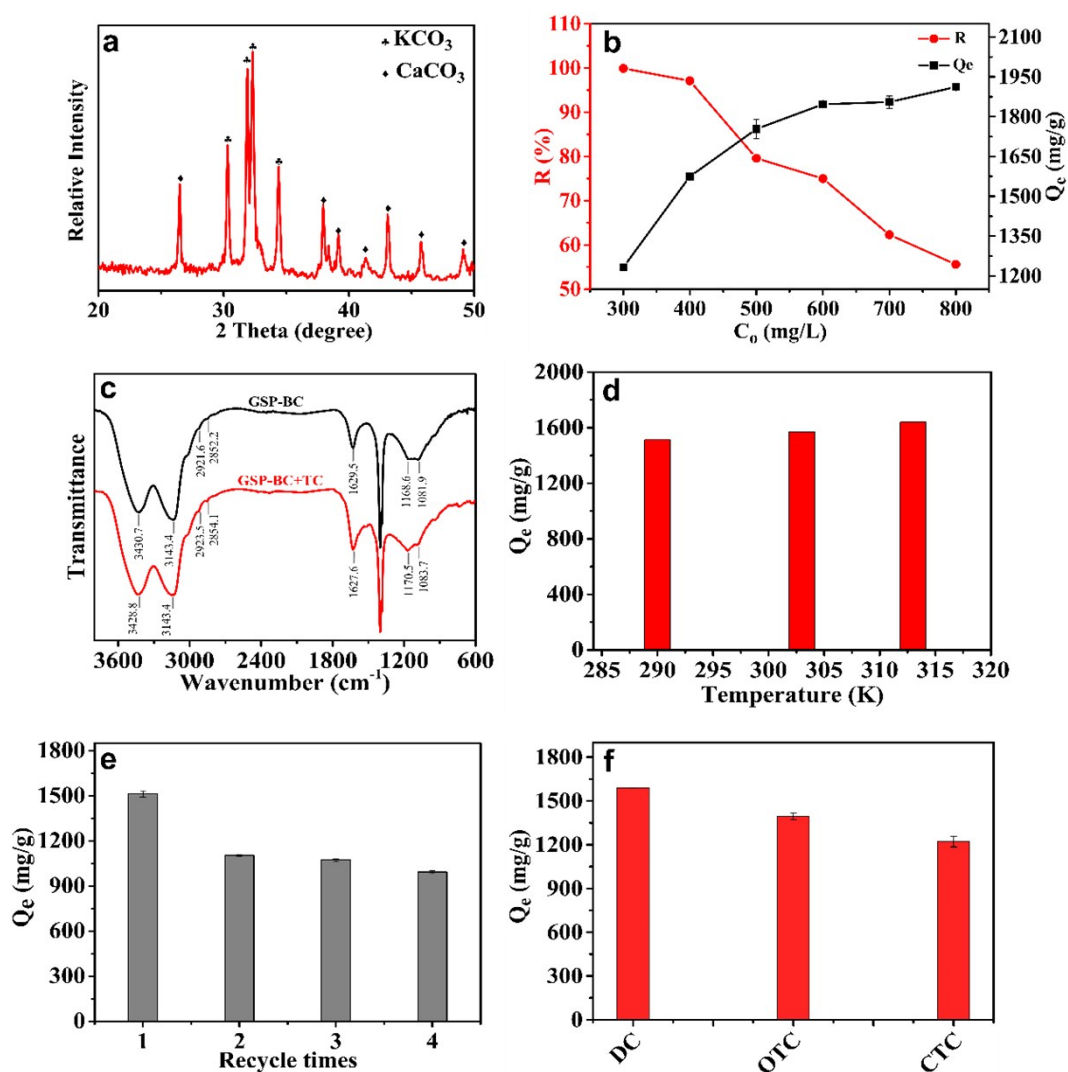 a
♣ KCO₃
♦ CaCO₃
Relative Intensity
20 30 40 50
2 Theta (degree)
b
R
Qe
R (%)
110
100
90
80
70
60
50
2100
1950
1800
1650
1500
1350
1200
Qc (mg/g)
300 400 500 600 700 800
Co (mg/L)
c
GSP-BC
GSP-BC+TC
Transmittance
3430.7
3143.4
2921.6
2852.2
1629.5
1168.6
1081.9
3428.8
3143.4
2923.5
2854.1
1627.6
1170.5
1083.7
3600 3000 2400 1800 1200 600
Wavenumber (cm-1)
d
Qe (mg/g)
2000
1600
1200
800
400
0
285 290 295 300 305 310 315 320
Temperature (K)
e
Qe (mg/g)
1800
1500
1200
900
600
300
0
1 2 3 4
Recycle times
f
Qe (mg/g)
1800
1500
1200
900
600
300
0
DC OTC CTC